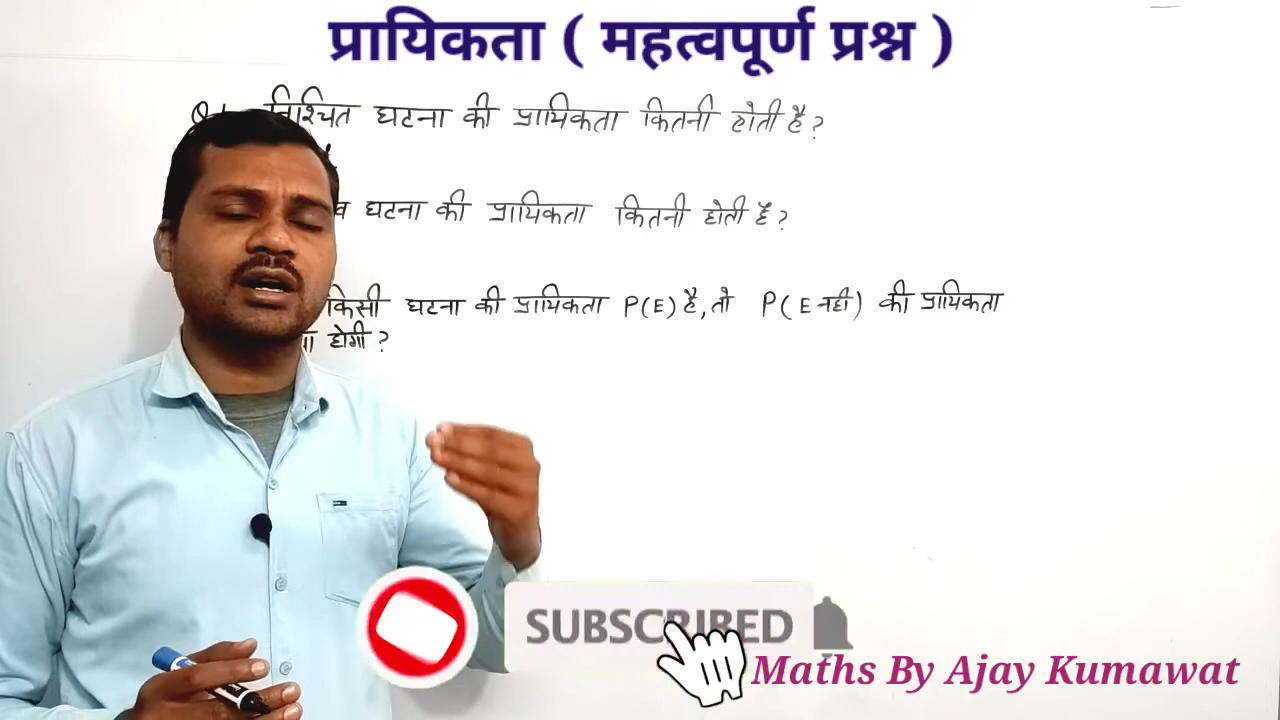 प्रायिकता ( महत्वपूर्ण प्रश्न )
निश्चित घटना की प्रायिकता कितनी होती है ?
घटना की प्रायिकता कितनी होती है ?
किसी घटना की प्रायिकता P(E) है, तो P( E नहीं ) की प्रायिकता
होगी ?
SUBSCRIBED
Maths By Ajay Kumawat